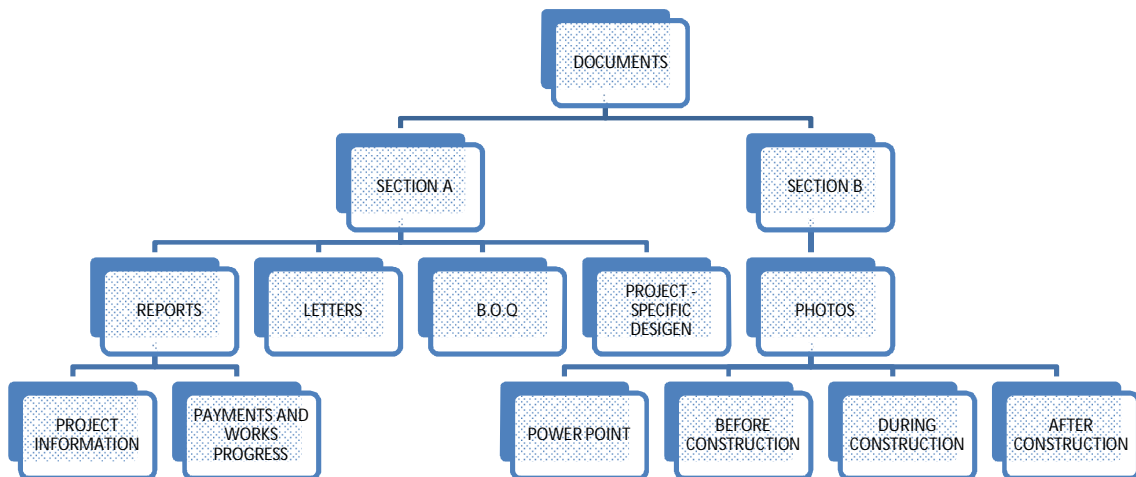 DOCUMENTS
SECTION A
SECTION B
REPORTS
LETTERS
B.O.Q
PROJECT -
SPECIFIC
DESIGEN
PHOTOS
PROJECT
INFORMATION
PAYMENTS AND
WORKS
PROGRESS
POWER POINT
BEFORE
CONSTRUCTION
DURING
CONSTRUCTION
AFTER
CONSTRUCTION